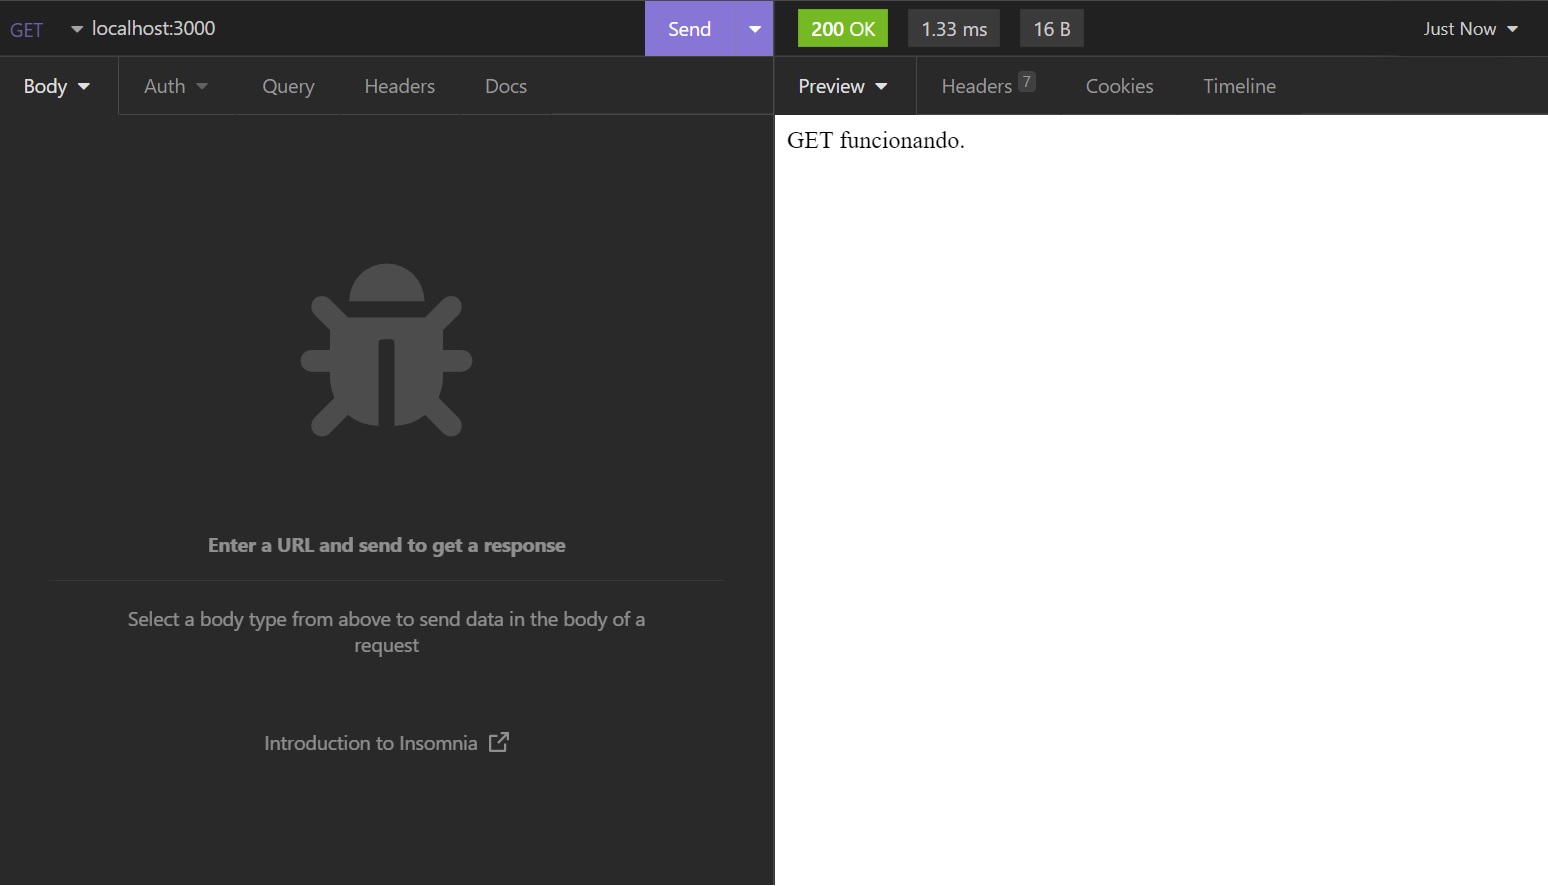 GET localhost:3000 Send 200 OK 1.33 ms 16 B Just Now
Body Auth Query Headers Docs Preview Headers 7 Cookies Timeline
GET funcionando.
Enter a URL and send to get a response
Select a body type from above to send data in the body of a
request
Introduction to Insomnia